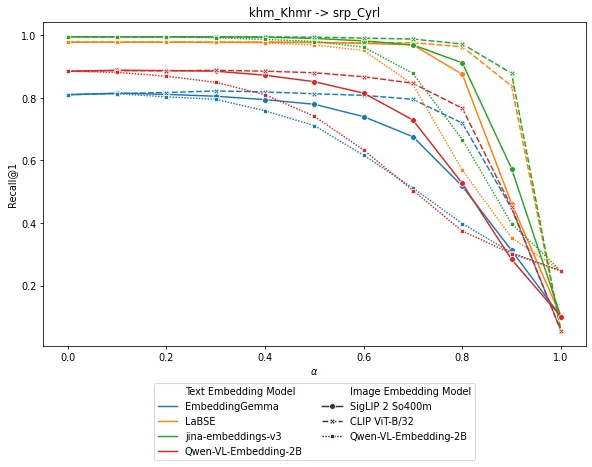 khm_Khmr -> srp_Cyrl
1.0
0.8
0.6
0.4
0.2
Recall@1
0.0 0.2 0.4 0.6 0.8 1.0
α
Text Embedding Model
EmbeddingGemma
LaBSE
jina-embeddings-v3
Qwen-VL-Embedding-2B
Image Embedding Model
SigLIP 2 So400m
CLIP ViT-B/32
Qwen-VL-Embedding-2B